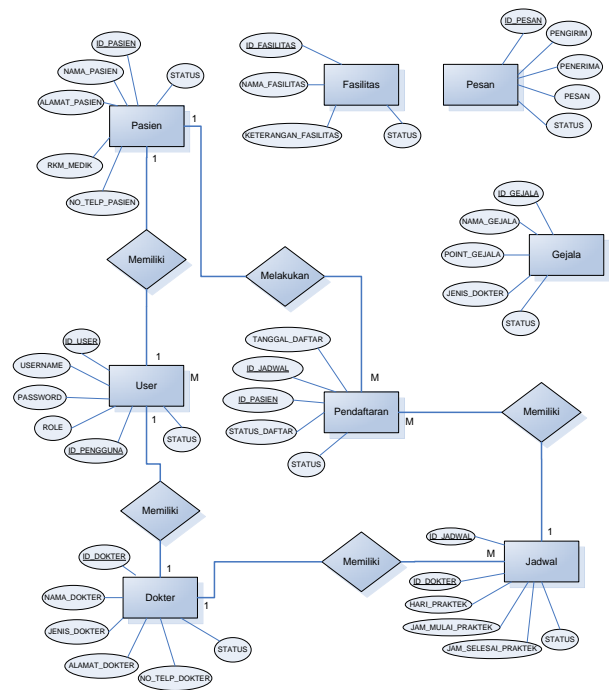 ID_PASIEN
NAMA_PASIEN
STATUS
ALAMAT_PASIEN
Pasien
RKM_MEDIK
NO_TELP_PASIEN
1
1
ID_FASILITAS
NAMA_FASILITAS
Fasilitas
KETERANGAN_FASILITAS
STATUS
ID_PESAN
PENGIRIM
PENERIMA
Pesan
PESAN
STATUS
ID_GEJALA
NAMA_GEJALA
POINT_GEJALA
Gejala
JENIS_DOKTER
STATUS
Memiliki
Melakukan
1
M
ID_USER
USERNAME
User
PASSWORD
ROLE
ID_PENGGUNA
STATUS
1
M
TANGGAL_DAFTAR
ID_JADWAL
ID_PASIEN
Pendaftaran
STATUS_DAFTAR
STATUS
M
Memiliki
1
Memiliki
1
ID_DOKTER
NAMA_DOKTER
Dokter
JENIS_DOKTER
ALAMAT_DOKTER
NO_TELP_DOKTER
STATUS
1
Memiliki
M
ID_JADWAL
Jadwal
ID_DOKTER
HARI_PRAKTEK
JAM_MULAI_PRAKTEK
JAM_SELESAI_PRAKTEK
STATUS